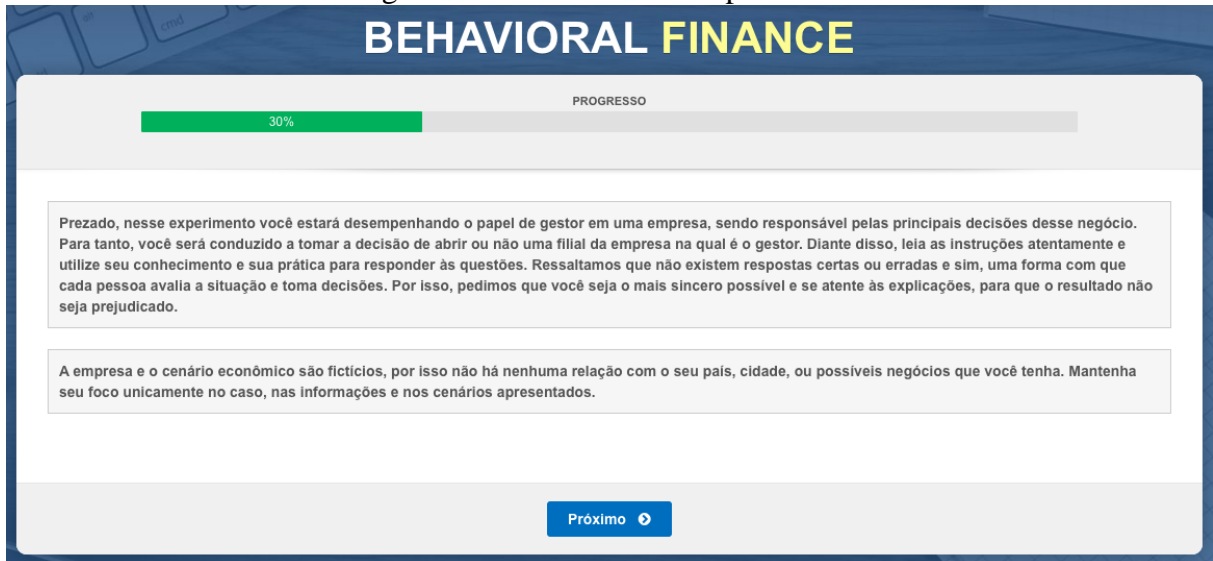 BEHAVIORAL FINANCE
PROGRESSO
30%
Prezado, nesse experimento você estará desempenhando o papel de gestor em uma empresa, sendo responsável pelas principais decisões desse negócio.
Para tanto, você será conduzido a tomar a decisão de abrir ou não uma filial da empresa na qual é o gestor. Diante disso, leia as instruções atentamente e
utilize seu conhecimento e sua prática para responder às questões. Ressaltamos que não existem respostas certas ou erradas e sim, uma forma com que
cada pessoa avalia a situação e toma decisões. Por isso, pedimos que você seja o mais sincero possível e se atente às explicações, para que o resultado não
seja prejudicado.
A empresa e o cenário econômico são fictícios, por isso não há nenhuma relação com o seu país, cidade, ou possíveis negócios que você tenha. Mantenha
seu foco unicamente no caso, nas informações e nos cenários apresentados.
Próximo